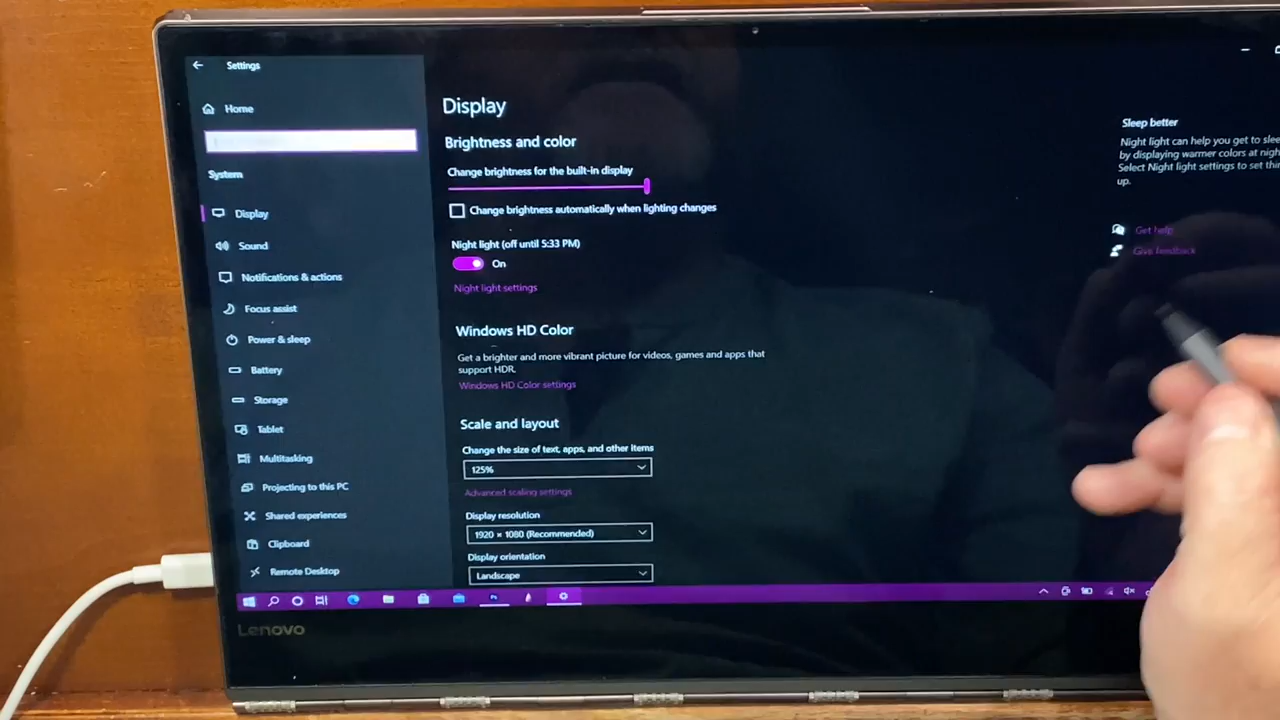 Settings
Home
System
Display
Sound
Notifications & actions
Focus assist
Power & sleep
Battery
Storage
Tablet
Multitasking
Projecting to this PC
Shared experiences
Clipboard
Remote Desktop
Display
Brightness and color
Change brightness for the built-in display
Change brightness automatically when lighting changes
Night light (off until 5:33 PM)
On
Night light settings
Windows HD Color
Get a brighter and more vibrant picture for videos, games and apps that
support HDR.
Windows HD Color settings
Scale and layout
Change the size of text, apps, and other items
125%
Advanced scaling settings
Display resolution
1920 × 1080 (Recommended)
Display orientation
Landscape
Sleep better
Night light can help you get to slee
by displaying warmer colors at nigh
Select Night light settings to set thi
up.
Get help
Give feedback
Lenovo